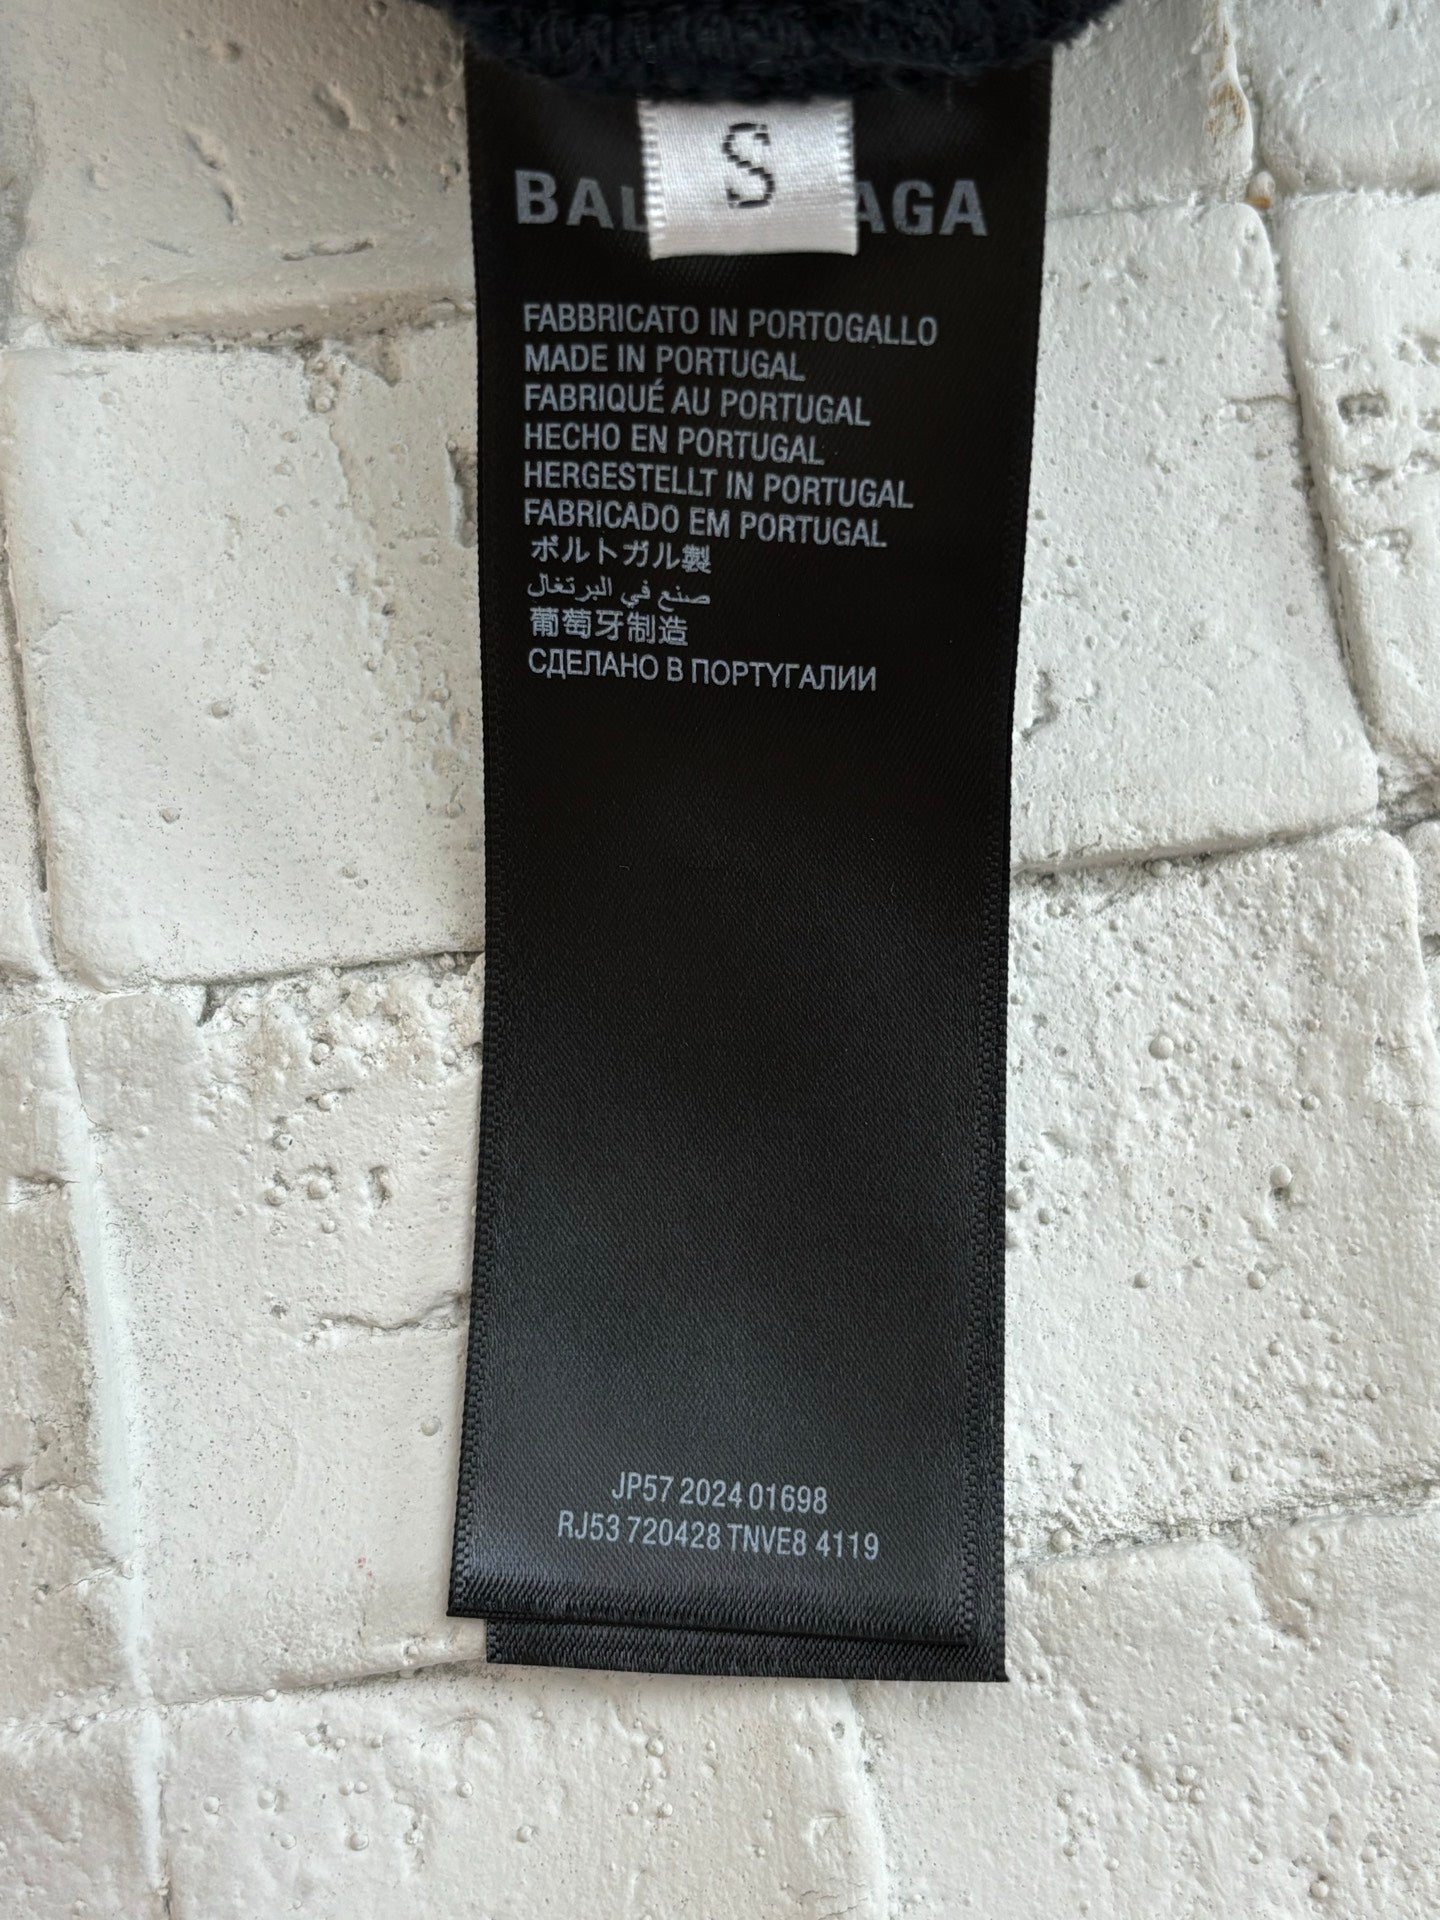 S
BAL AGA
FABBRICATO IN PORTOGALLO
MADE IN PORTUGAL
FABRIQUÉ AU PORTUGAL
HECHO EN PORTUGAL
HERGESTELLT IN PORTUGAL
FABRICADO EM PORTUGAL
ポルトガル製
صنع في البرتغال
葡萄牙制造
СДЕЛАНО В ПОРТУГАЛИИ
JP57 2024 01698
RJ53 720428 TNVE8 4119